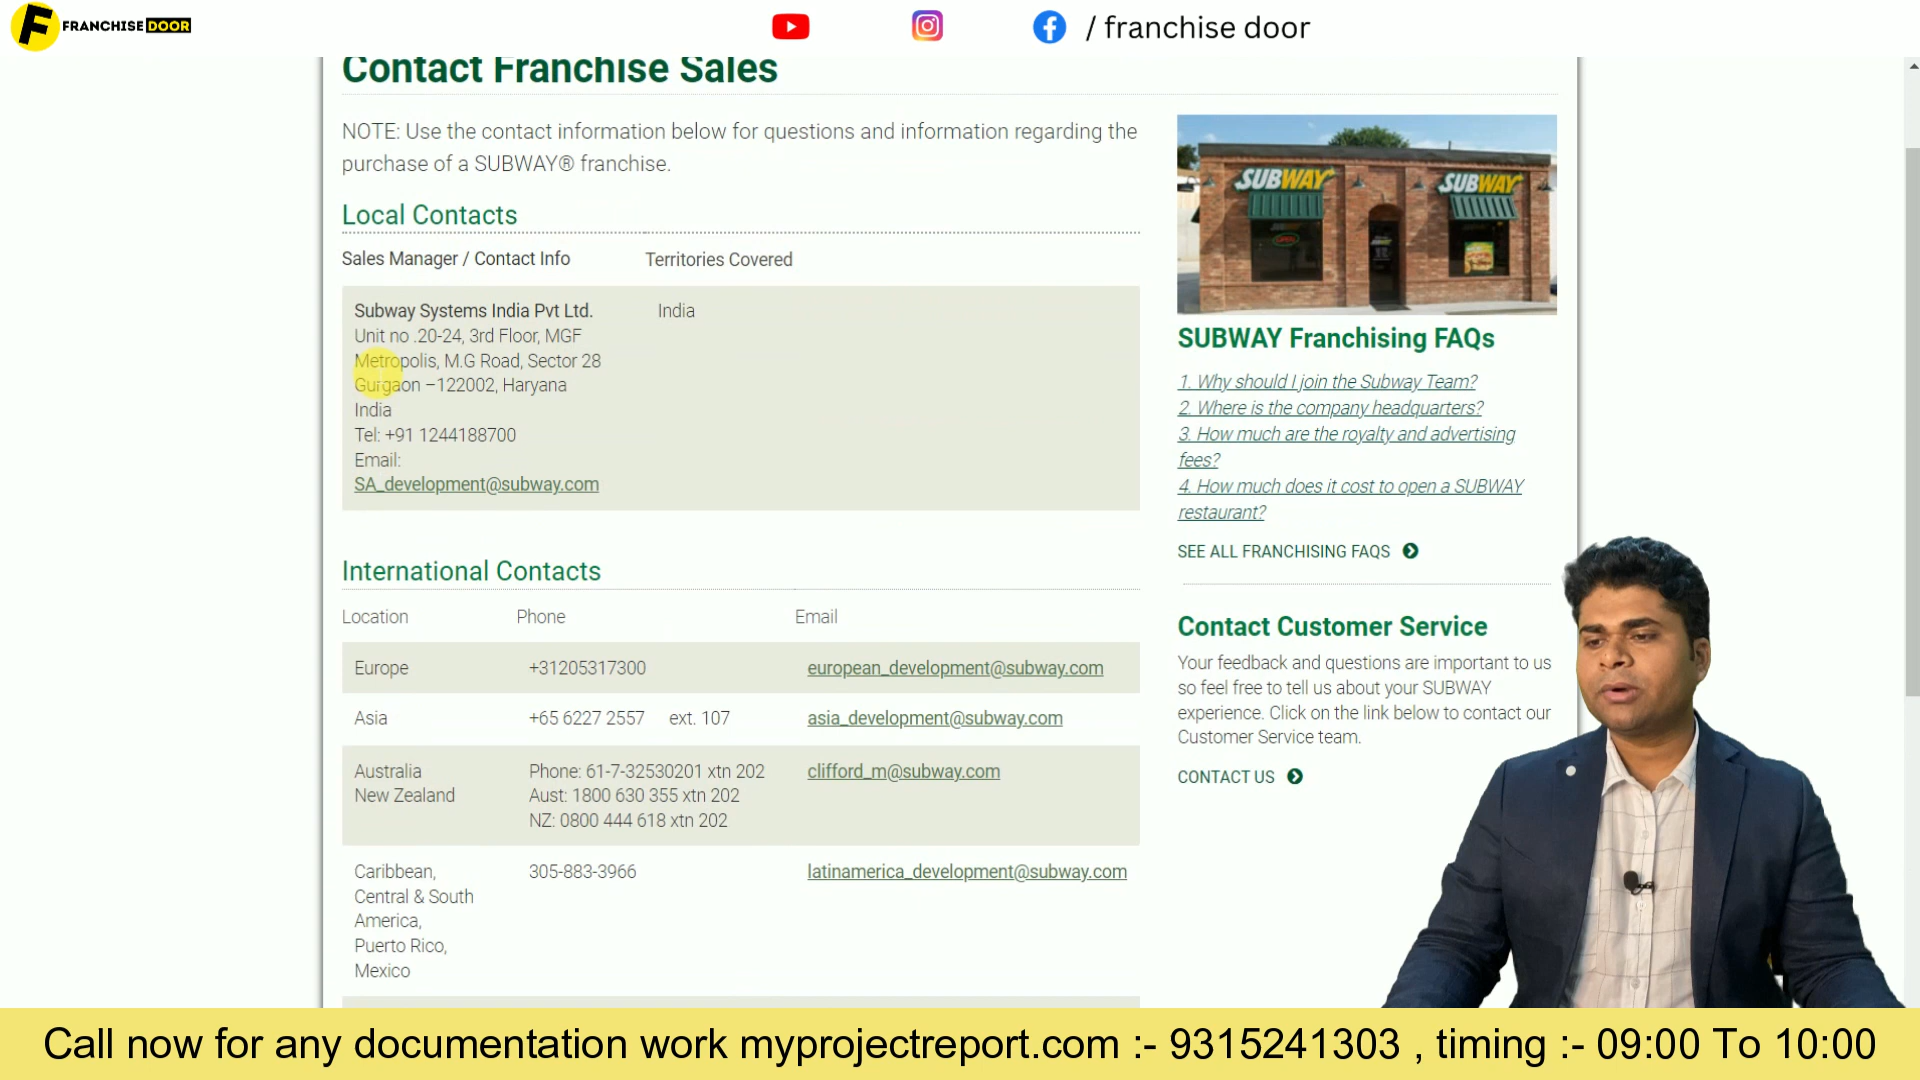 FRANCHISE DOOR
/ franchise door
Contact Franchise Sales
NOTE: Use the contact information below for questions and information regarding the
purchase of a SUBWAY® franchise.
Local Contacts
Sales Manager / Contact Info Territories Covered
Subway Systems India Pvt Ltd. India
Unit no .20-24, 3rd Floor, MGF
Metropolis, M.G Road, Sector 28
Gurgaon –122002, Haryana
India
Tel: +91 1244188700
Email:
SA_development@subway.com
International Contacts
Location Phone Email
Europe +31205317300 european_development@subway.com
Asia +65 6227 2557 ext. 107 asia_development@subway.com
Australia Phone: 61-7-32530201 xtn 202 clifford_m@subway.com
New Zealand Aust: 1800 630 355 xtn 202
NZ: 0800 444 618 xtn 202
Caribbean, 305-883-3966 latinamerica_development@subway.com
Central & South
America,
Puerto Rico,
Mexico
SUBWAY SUBWAY
OPEN
SUBWAY Franchising FAQs
1. Why should I join the Subway Team?
2. Where is the company headquarters?
3. How much are the royalty and advertising
fees?
4. How much does it cost to open a SUBWAY
restaurant?
SEE ALL FRANCHISING FAQS
Contact Customer Service
Your feedback and questions are important to us
so feel free to tell us about your SUBWAY
experience. Click on the link below to contact our
Customer Service team.
CONTACT US
Call now for any documentation work myprojectreport.com :- 9315241303 , timing :- 09:00 To 10:00